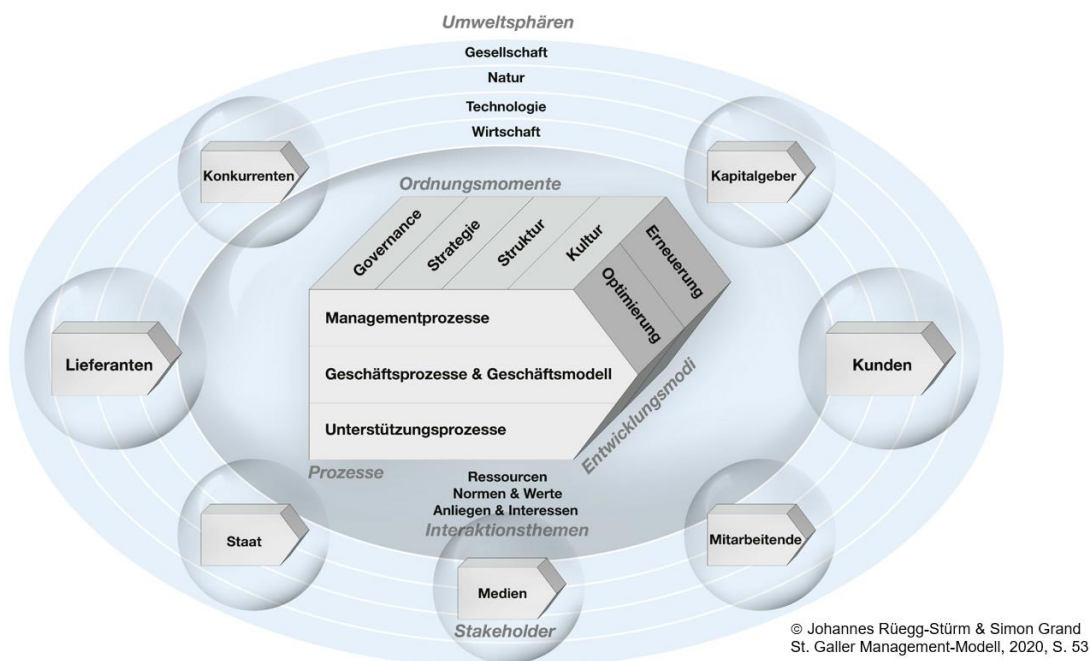 Umweltsphären
Gesellschaft
Natur
Technologie
Wirtschaft
Konkurrenten
Kapitalgeber
Ordnungsmomente
Governance
Strategie
Struktur
Kultur
Erneuerung
Optimierung
Managementprozesse
Lieferanten
Geschäftsprozesse & Geschäftsmodell
Kunden
Unterstützungsprozesse
Entwicklungsmodi
Prozesse
Ressourcen
Normen & Werte
Anliegen & Interessen
Interaktionsthemen
Staat
Mitarbeitende
Medien
Stakeholder
© Johannes Rüegg-Stürm & Simon Grand
St. Galler Management-Modell, 2020, S. 53